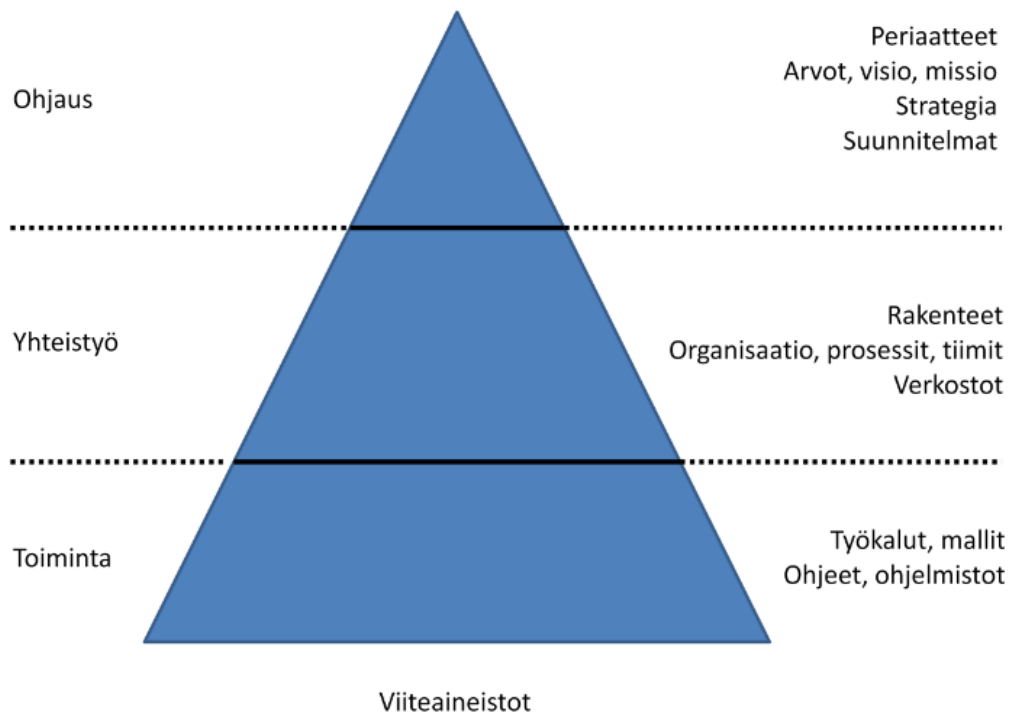 Ohjaus
Periaatteet
Arvot, visio, missio
Strategia
Suunnitelmat
Yhteistyö
Rakenteet
Organisaatio, prosessit, tiimit
Verkostot
Toiminta
Työkalut, mallit
Ohjeet, ohjelmistot
Viiteaineistot